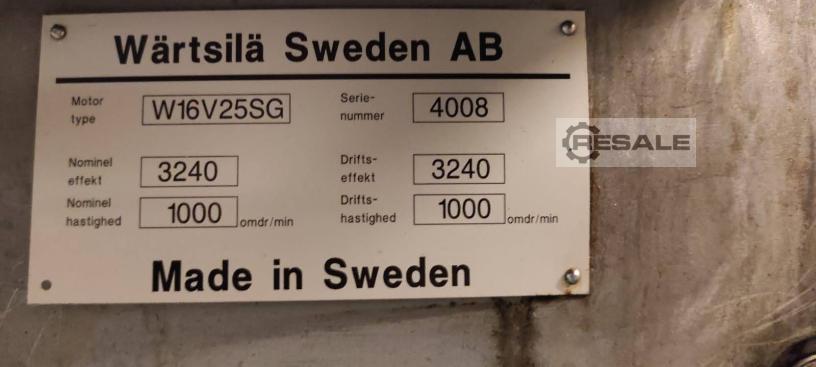 Wärtsilä Sweden AB
Motor type W16V25SG Serie-nummer 4008
Nominel effekt 3240 Drifts-effekt 3240
Nominel hastighed 1000 omdr/min Drifts-hastighed 1000 omdr/min
Made in Sweden
RESALE